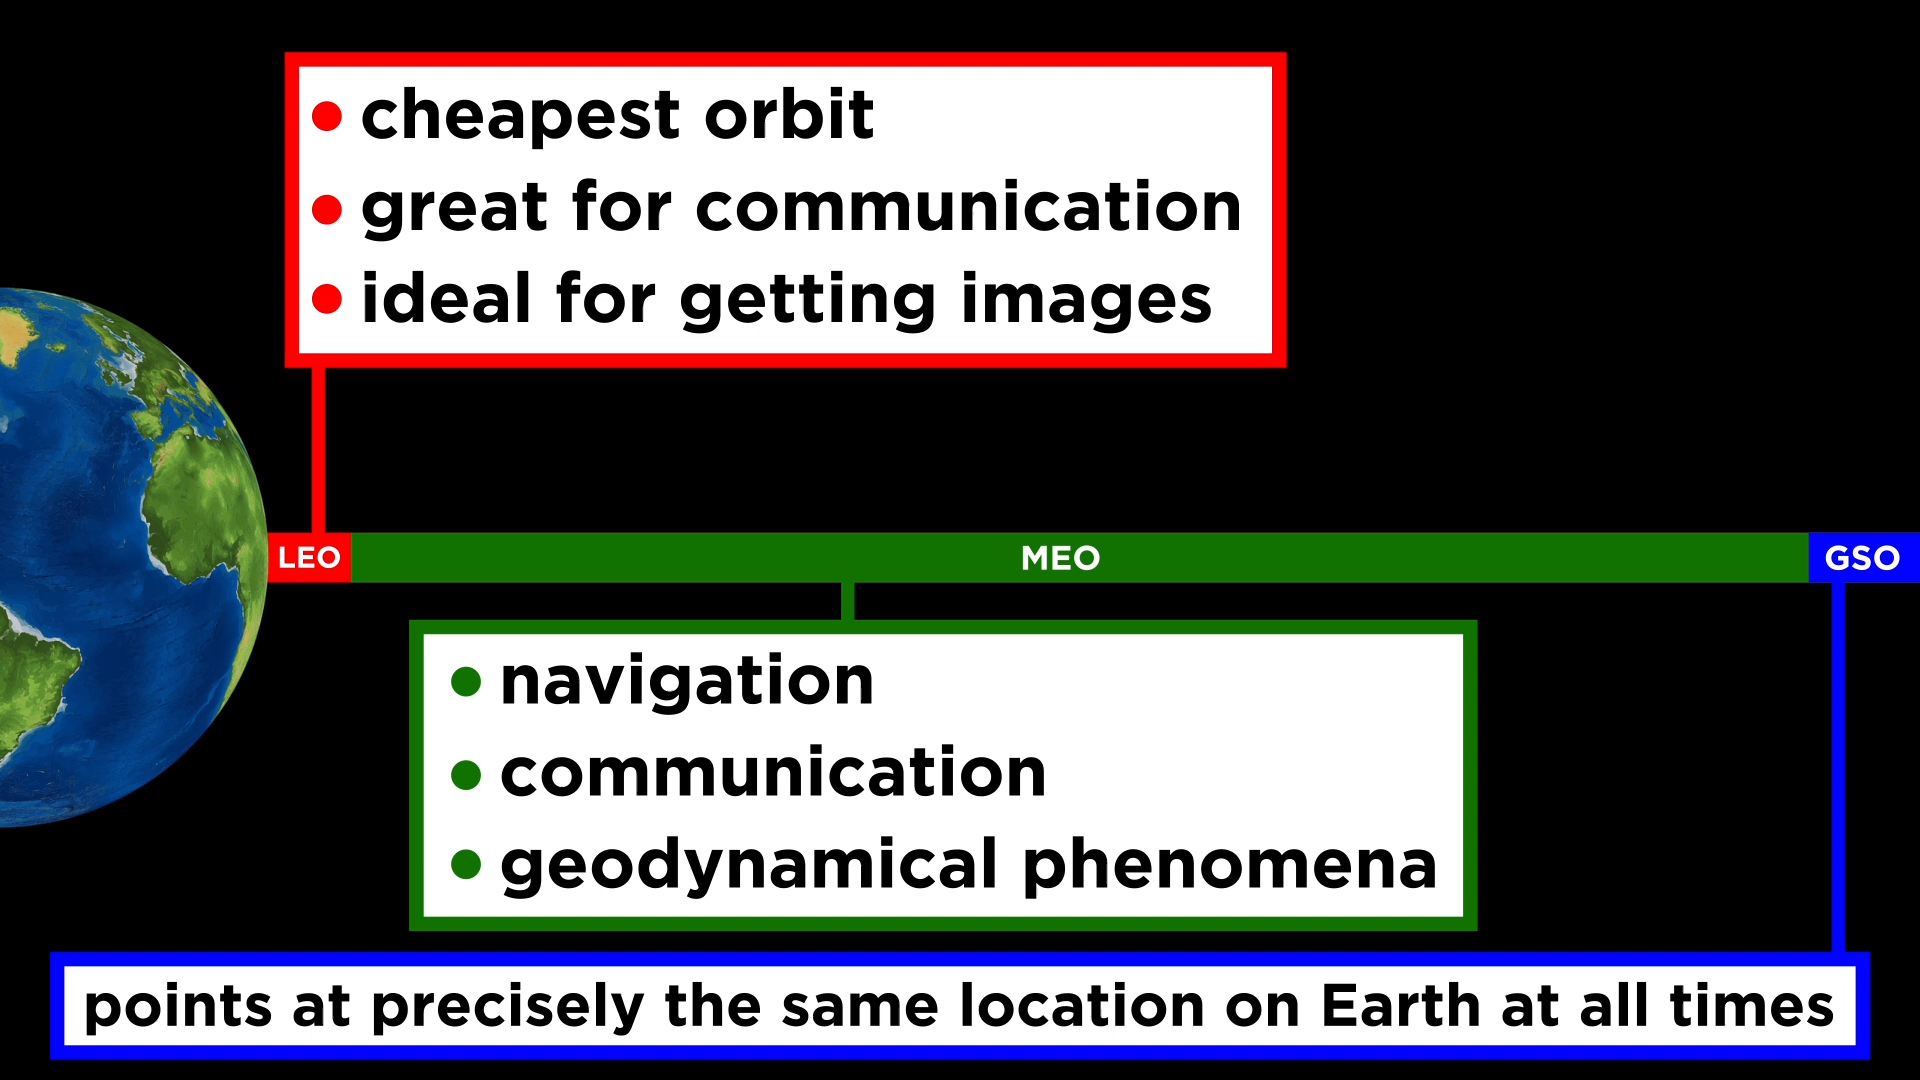 • cheapest orbit
• great for communication
• ideal for getting images
LEO
MEO
GSO
• navigation
• communication
• geodynamical phenomena
points at precisely the same location on Earth at all times